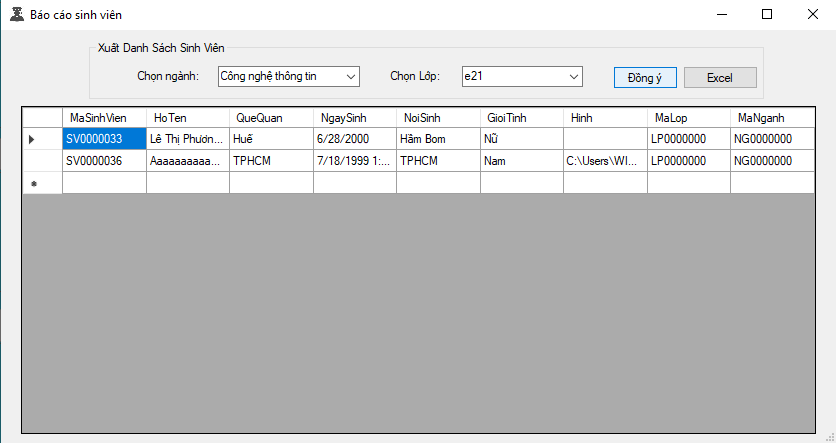 Báo cáo sinh viên
Xuất Danh Sách Sinh Viên
Chọn ngành: Công nghệ thông tin Chọn Lớp: e21 Đồng ý Excel
MaSinhVien HoTen QueQuan NgaySinh NoiSinh GioiTinh Hinh MaLop MaNganh
SV0000033 Lê Thị Phươn... Huế 6/28/2000 Hầm Bom Nữ LP0000000 NG0000000
SV0000036 Aaaaaaaaaa... TPHCM 7/18/1999 1:... TPHCM Nam C:\Users\WI... LP0000000 NG0000000